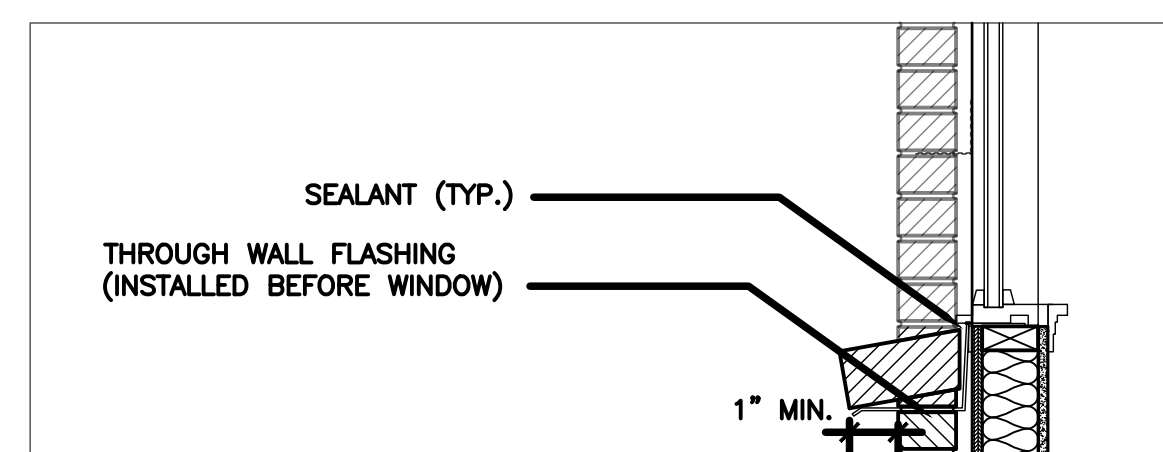 SEALANT (TYP.)
THROUGH WALL FLASHING
(INSTALLED BEFORE WINDOW)
1" MIN.